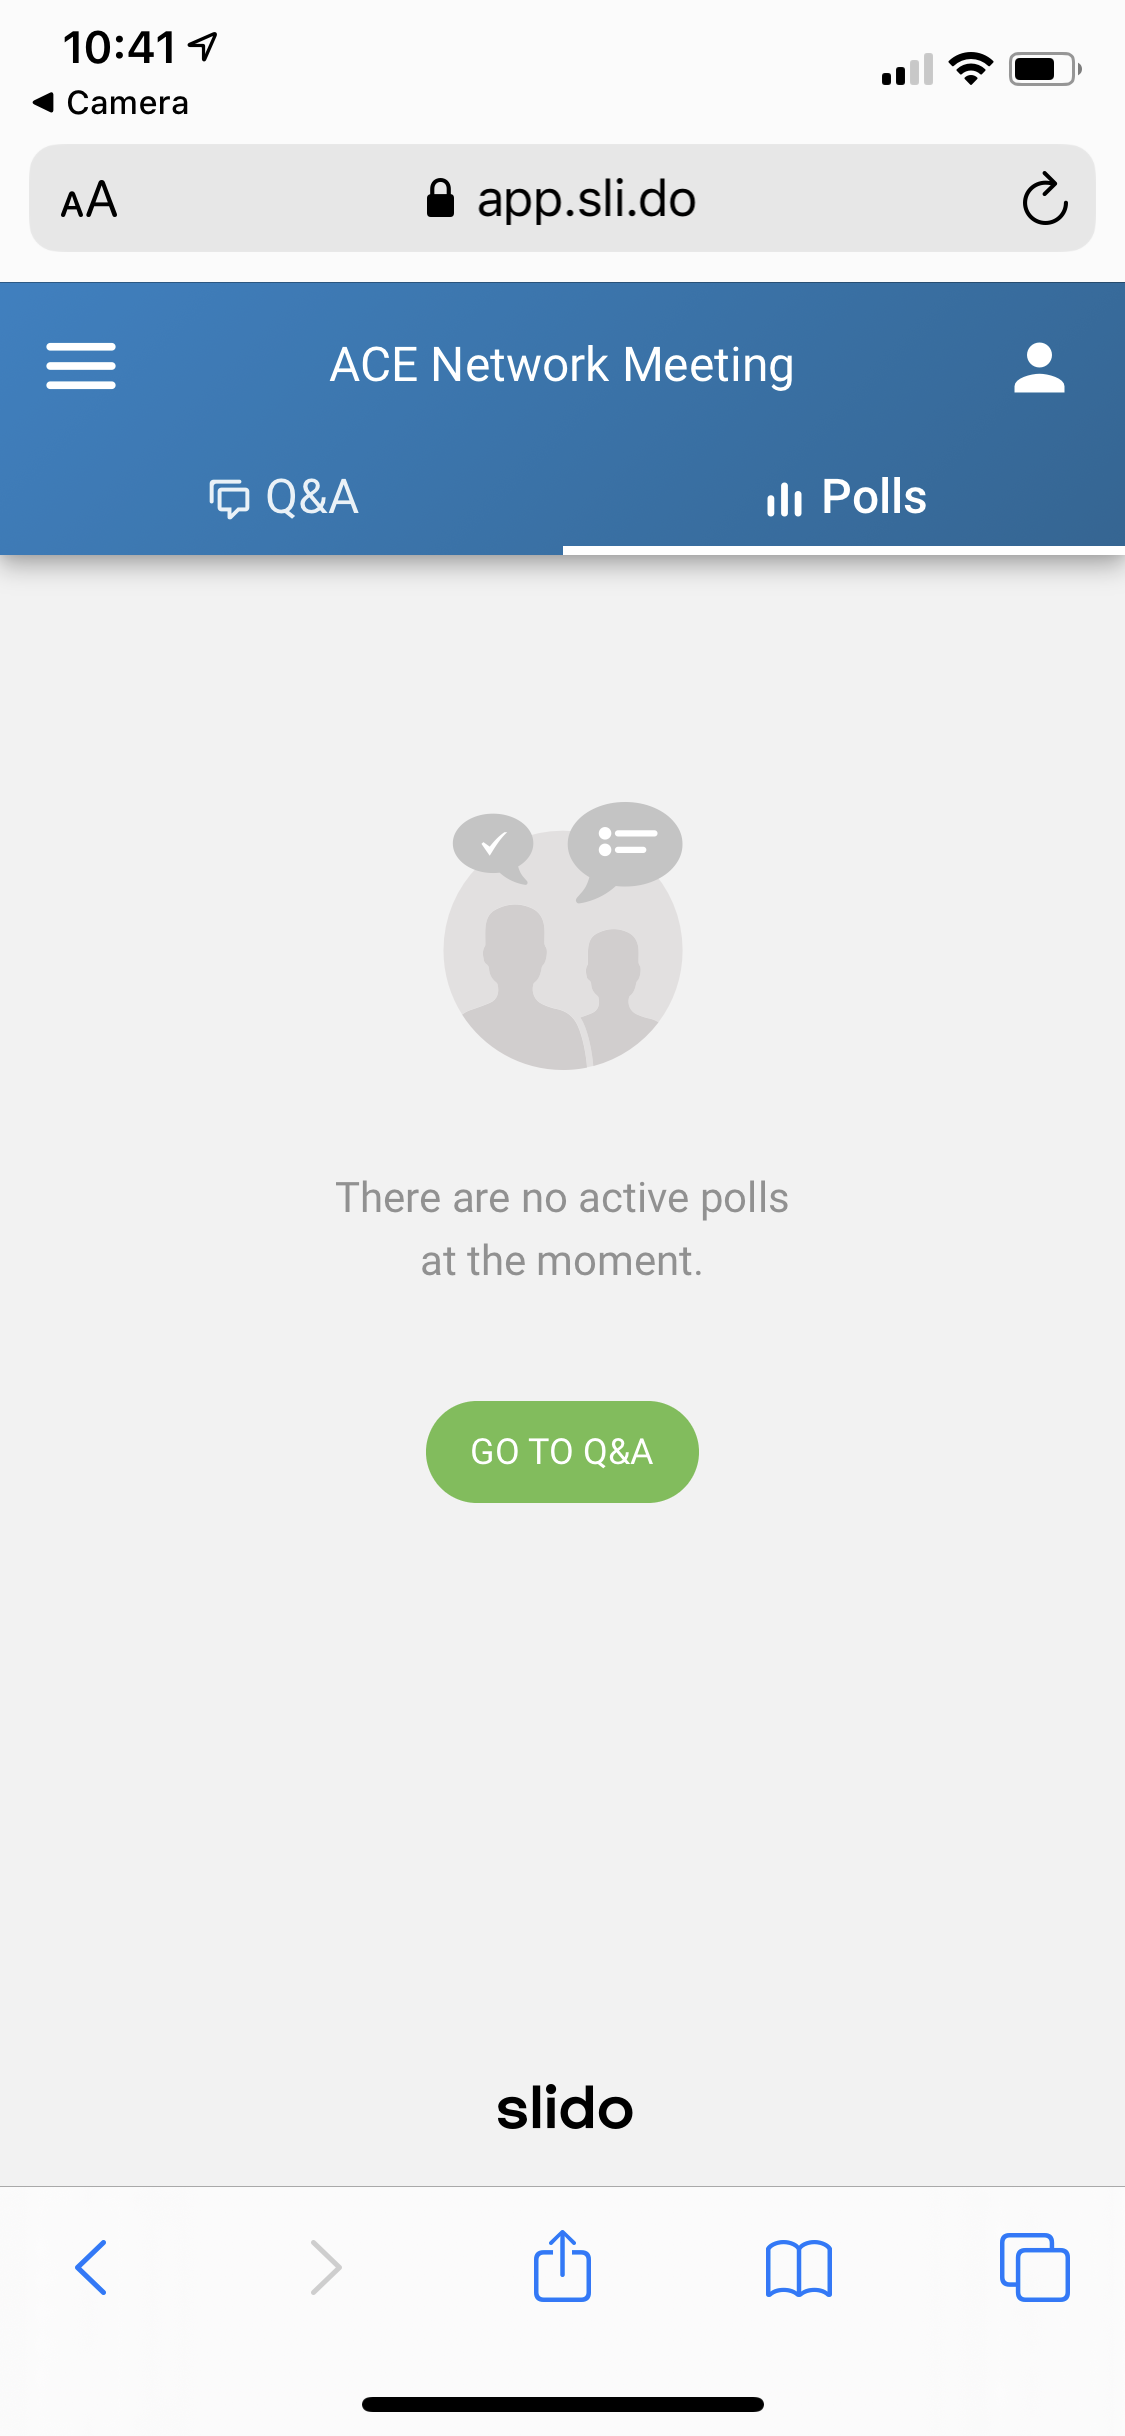 10:41
Camera
AA
app.sli.do
ACE Network Meeting
Q&A
Polls
There are no active polls
at the moment.
GO TO Q&A
slido